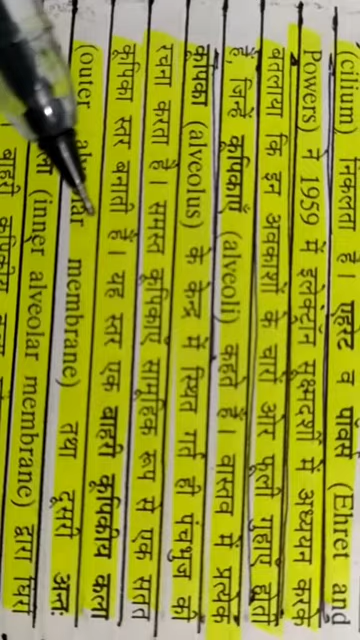 (cilium) निकलता है। एहरेट व पॉवर्स (Ehret and
Powers) ने 1959 में इलेक्ट्रॉन सूक्ष्मदर्शी में अध्ययन करके
बतलाया कि इन अवकाशों के चारों ओर फूली गुहाएँ होती
हैं, जिन्हें कूपिकाएँ (alveoli) कहते हैं। वास्तव में प्रत्येक
कूपिका (alveolus) के केन्द्र में स्थित गर्त ही पंचभुज की
रचना करता है। समस्त कूपिकाएँ सामूहिक रूप से एक सतत
कूपिका स्तर बनाती हैं। यह स्तर एक बाहरी कूपिकीय कला
(outer membrane) तथा दूसरी अन्तः
(inner alveolar membrane) द्वारा घिरा
बाहरी